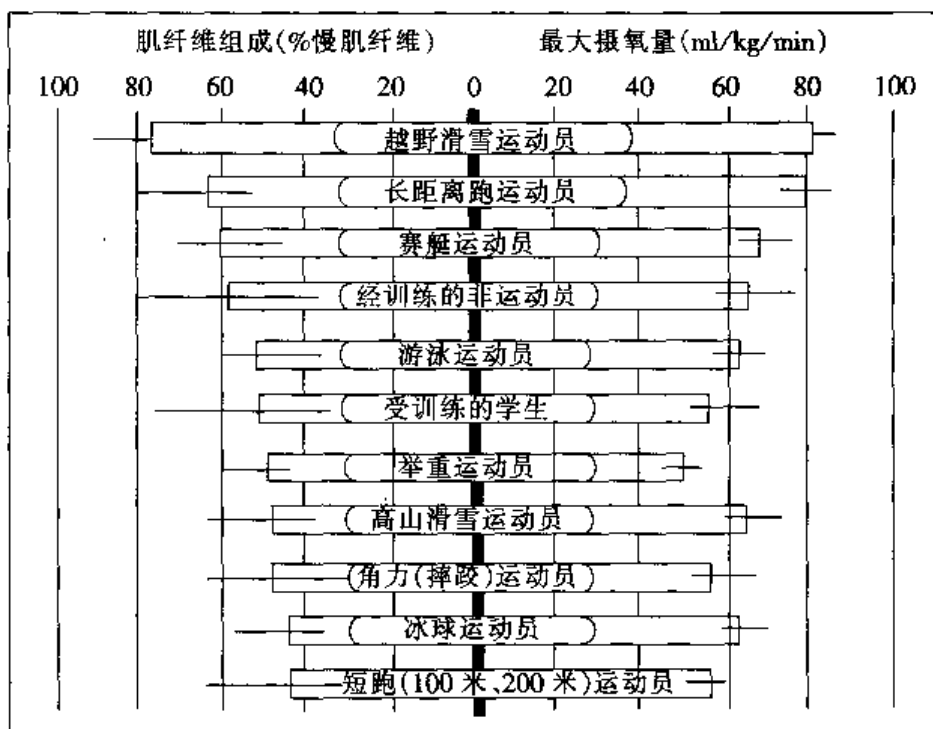 肌纤维组成(%慢肌纤维) 最大摄氧量(ml/kg/min)
100 80 60 40 20 0 20 40 60 80 100
越野滑雪运动员
长距离跑运动员
赛艇运动员
经训练的非运动员
游泳运动员
受训练的学生
举重运动员
高山滑雪运动员
角力(摔跤)运动员
冰球运动员
短跑(100米、200米)运动员